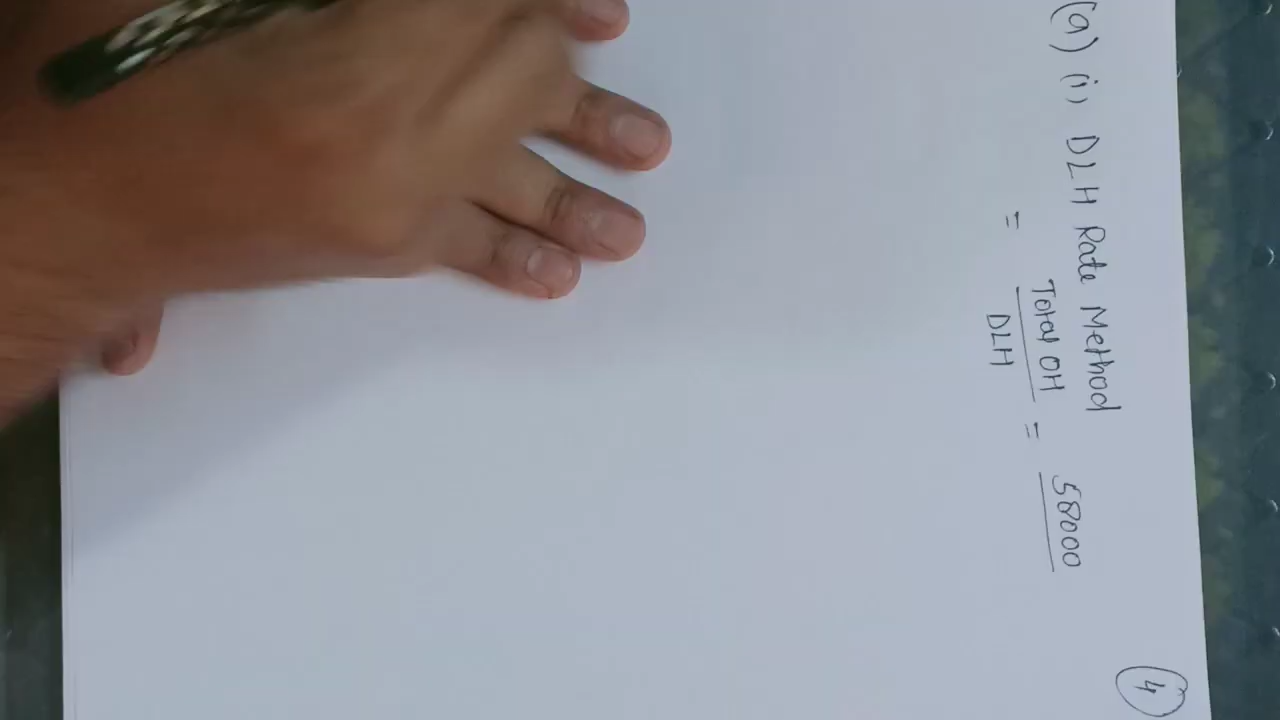 4
(a) (i) DLH Rate Method
= Total OH = 58000
DLH